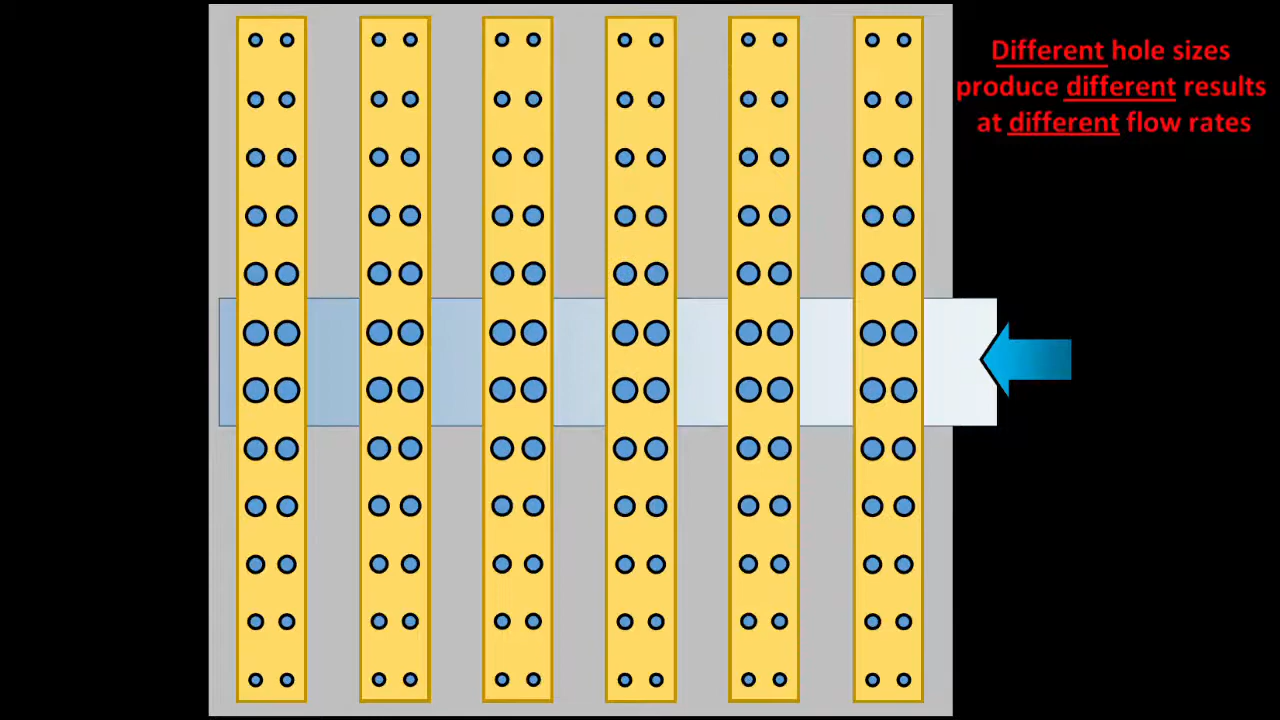 Different hole sizes
produce different results
at different flow rates